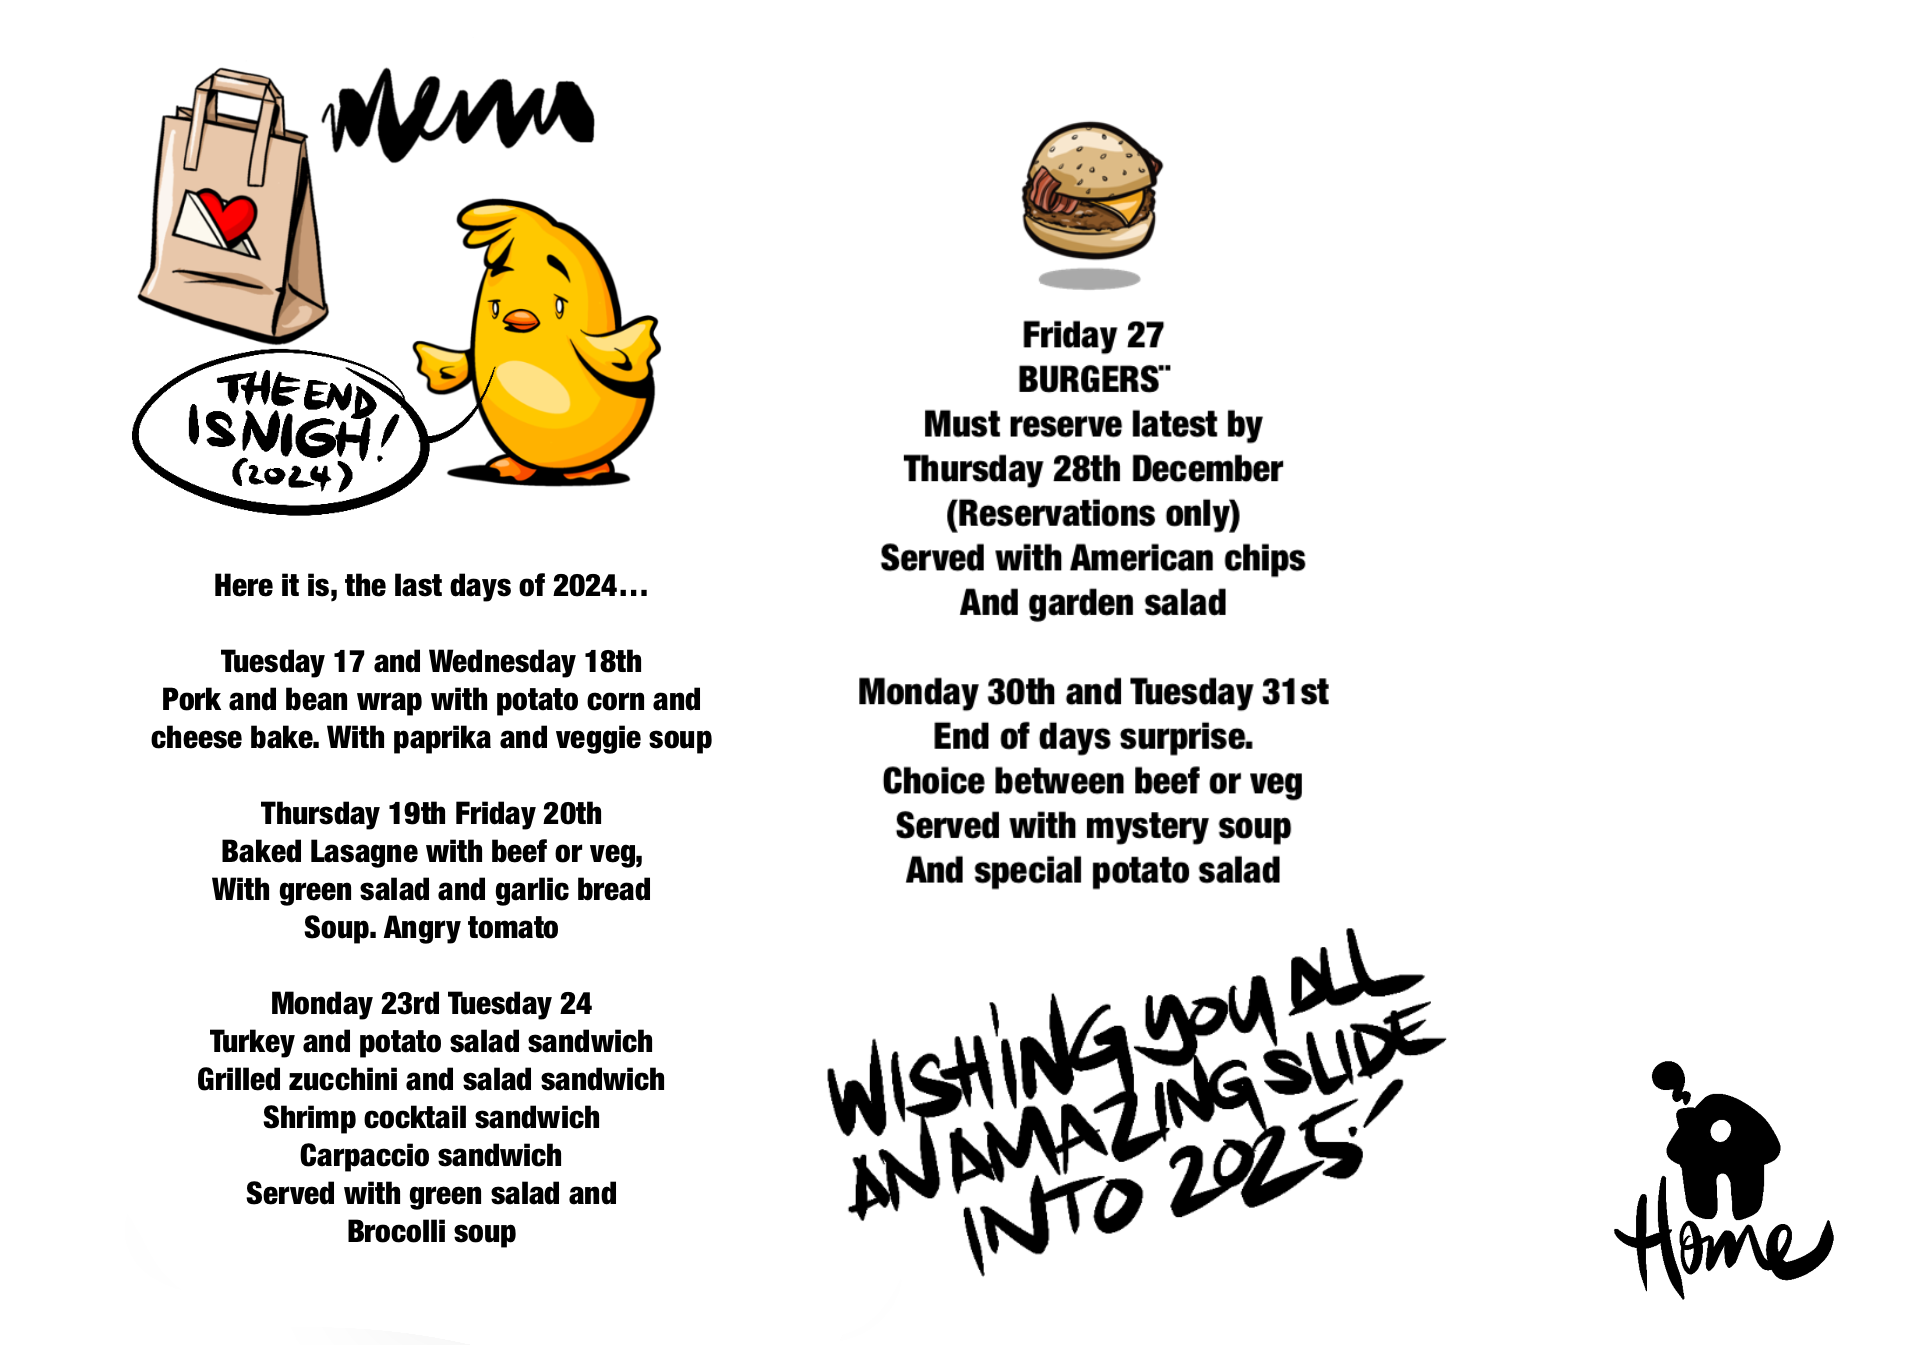 menu
THE END
IS NIGH!
(2024)
Here it is, the last days of 2024...
Tuesday 17 and Wednesday 18th
Pork and bean wrap with potato corn and
cheese bake. With paprika and veggie soup
Thursday 19th Friday 20th
Baked Lasagne with beef or veg,
With green salad and garlic bread
Soup. Angry tomato
Monday 23rd Tuesday 24
Turkey and potato salad sandwich
Grilled zucchini and salad sandwich
Shrimp cocktail sandwich
Carpaccio sandwich
Served with green salad and
Brocolli soup
Friday 27
BURGERS¨
Must reserve latest by
Thursday 28th December
(Reservations only)
Served with American chips
And garden salad
Monday 30th and Tuesday 31st
End of days surprise.
Choice between beef or veg
Served with mystery soup
And special potato salad
WISHING YOU ALL
AN AMAZING SLIDE
INTO 2025!
Home